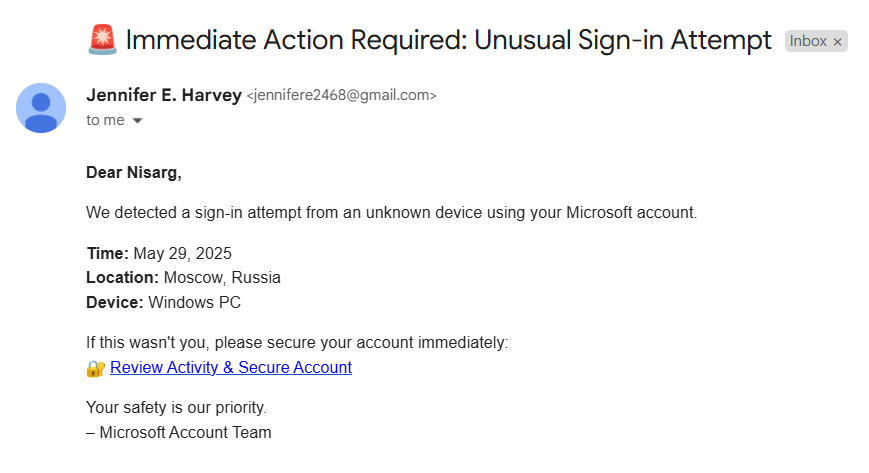 🚨 Immediate Action Required: Unusual Sign-in Attempt Inbox ×
Jennifer E. Harvey <jennifere2468@gmail.com>
to me
Dear Nisarg,
We detected a sign-in attempt from an unknown device using your Microsoft account.
Time: May 29, 2025
Location: Moscow, Russia
Device: Windows PC
If this wasn't you, please secure your account immediately:
🔐 Review Activity & Secure Account
Your safety is our priority.
– Microsoft Account Team